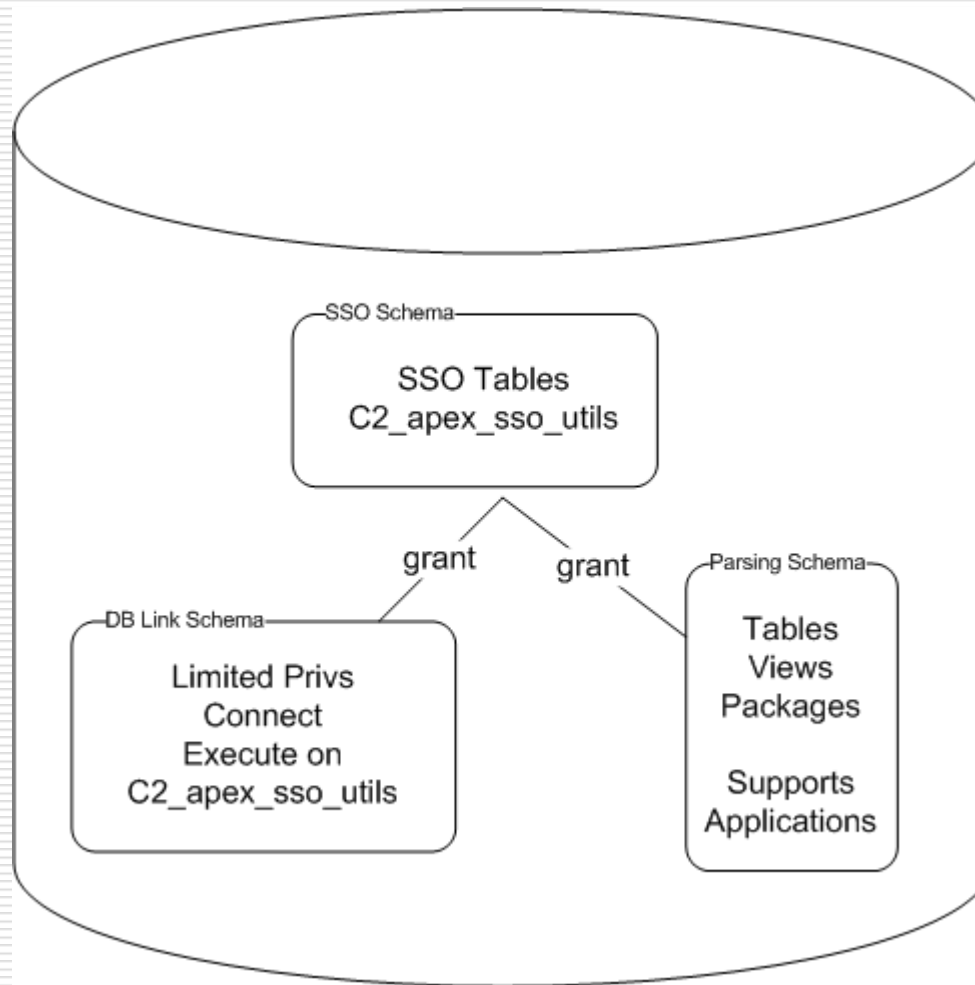 SSO Schema
SSO Tables
C2_apex_sso_utils
grant
grant
DB Link Schema
Limited Privs
Connect
Execute on
C2_apex_sso_utils
Parsing Schema
Tables
Views
Packages
Supports
Applications